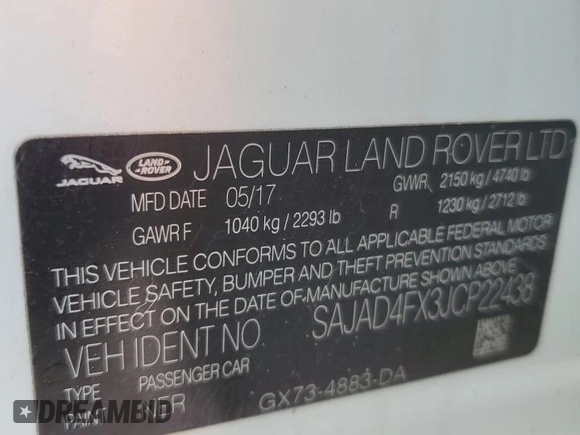 JAGUAR LAND ROVER JAGUAR LAND ROVER LTD
MFD DATE 05/17 GVWR 2150 kg / 4740 lb
GAWR F 1040 kg / 2293 lb R 1230 kg / 2712 lb
THIS VEHICLE CONFORMS TO ALL APPLICABLE FEDERAL MOTOR
VEHICLE SAFETY, BUMPER AND THEFT PREVENTION STANDARDS
IN EFFECT ON THE DATE OF MANUFACTURE SHOWN ABOVE
VEH IDENT NO SAJAD4FX3JCP22438
TYPE PASSENGER CAR
PAINT NER GX73-4883-DA
DREAMBID